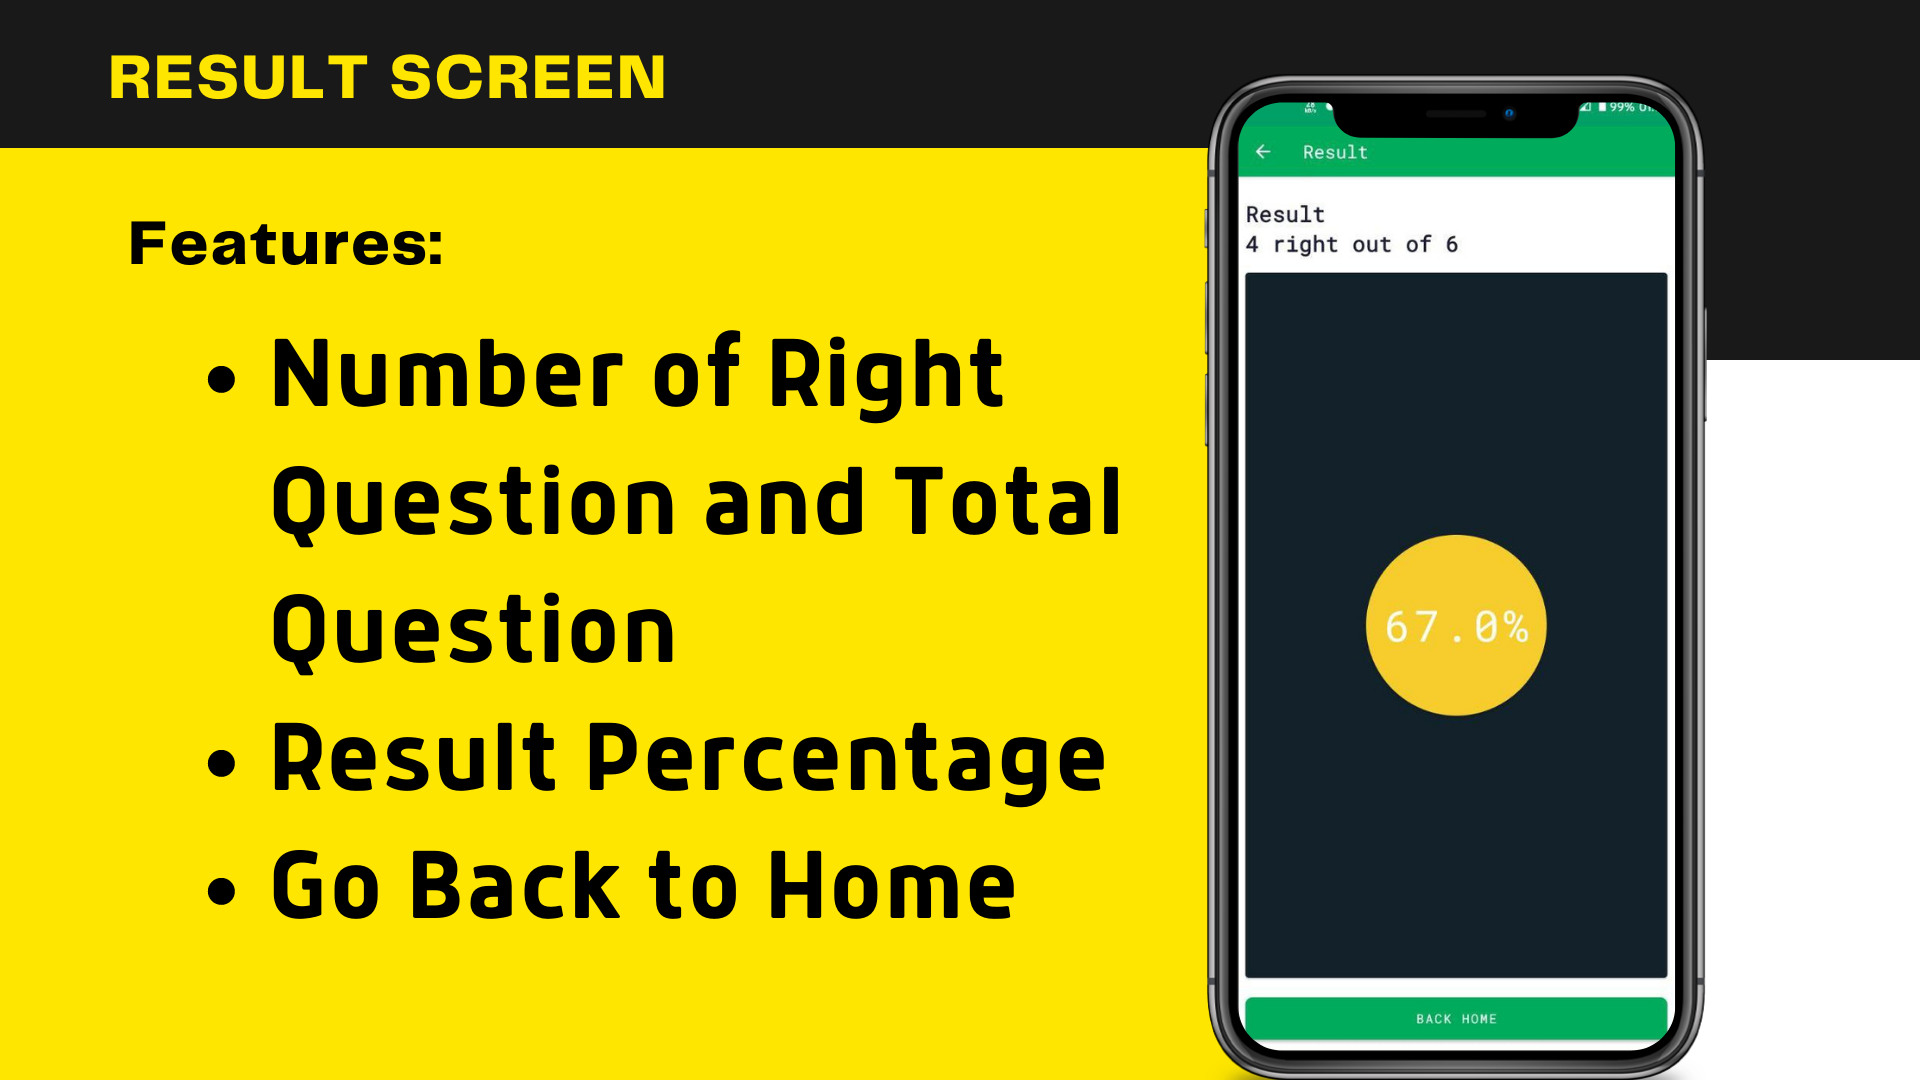 RESULT SCREEN
Features:
• Number of Right
Question and Total
Question
• Result Percentage
• Go Back to Home
99%
Result
Result
4 right out of 6
67.0%
BACK HOME